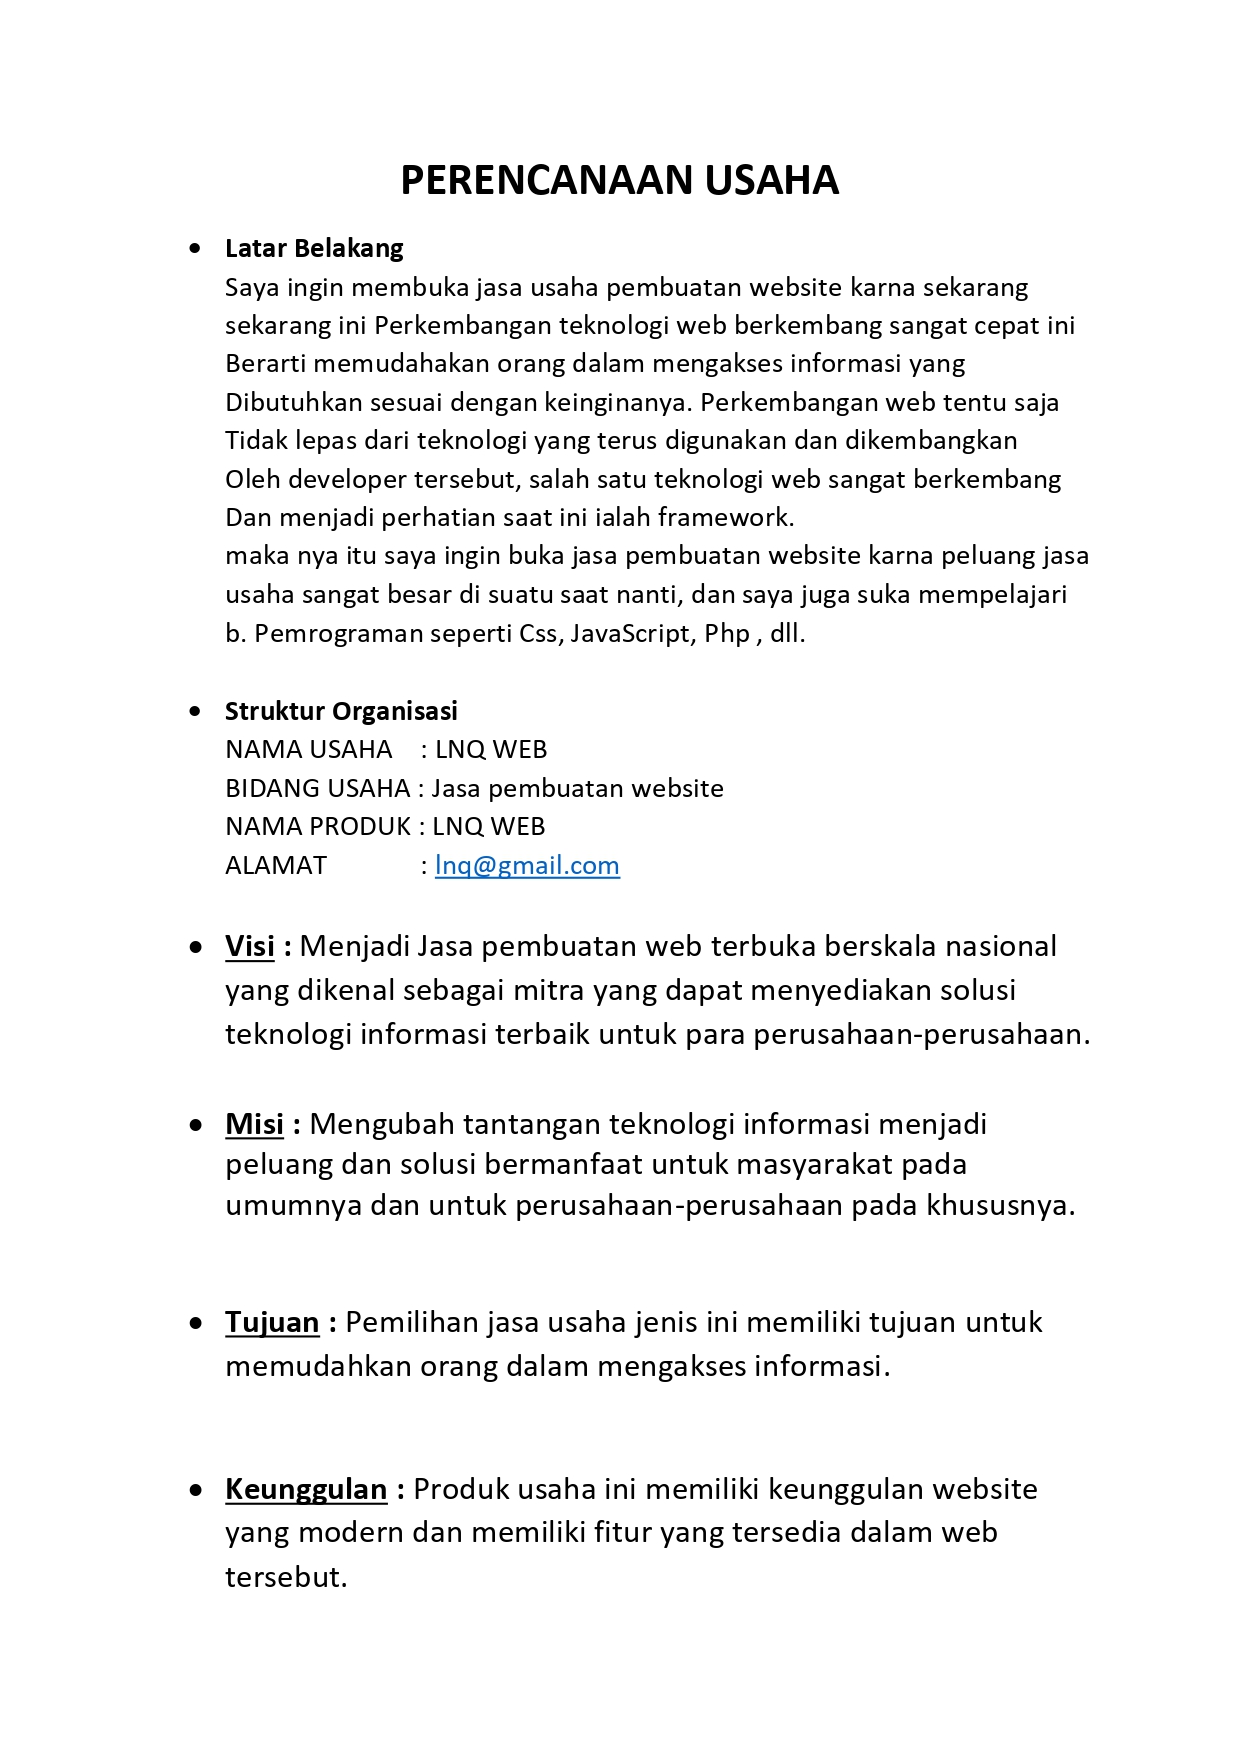 PERENCANAAN USAHA
• Latar Belakang
Saya ingin membuka jasa usaha pembuatan website karna sekarang
sekarang ini Perkembangan teknologi web berkembang sangat cepat ini
Berarti memudahakan orang dalam mengakses informasi yang
Dibutuhkan sesuai dengan keinginanya. Perkembangan web tentu saja
Tidak lepas dari teknologi yang terus digunakan dan dikembangkan
Oleh developer tersebut, salah satu teknologi web sangat berkembang
Dan menjadi perhatian saat ini ialah framework.
maka nya itu saya ingin buka jasa pembuatan website karna peluang jasa
usaha sangat besar di suatu saat nanti, dan saya juga suka mempelajari
b. Pemrograman seperti Css, JavaScript, Php , dll.
• Struktur Organisasi
NAMA USAHA : LNQ WEB
BIDANG USAHA : Jasa pembuatan website
NAMA PRODUK : LNQ WEB
ALAMAT : lnq@gmail.com
• Visi : Menjadi Jasa pembuatan web terbuka berskala nasional
yang dikenal sebagai mitra yang dapat menyediakan solusi
teknologi informasi terbaik untuk para perusahaan-perusahaan.
• Misi : Mengubah tantangan teknologi informasi menjadi
peluang dan solusi bermanfaat untuk masyarakat pada
umumnya dan untuk perusahaan-perusahaan pada khususnya.
• Tujuan : Pemilihan jasa usaha jenis ini memiliki tujuan untuk
memudahkan orang dalam mengakses informasi.
• Keunggulan : Produk usaha ini memiliki keunggulan website
yang modern dan memiliki fitur yang tersedia dalam web
tersebut.